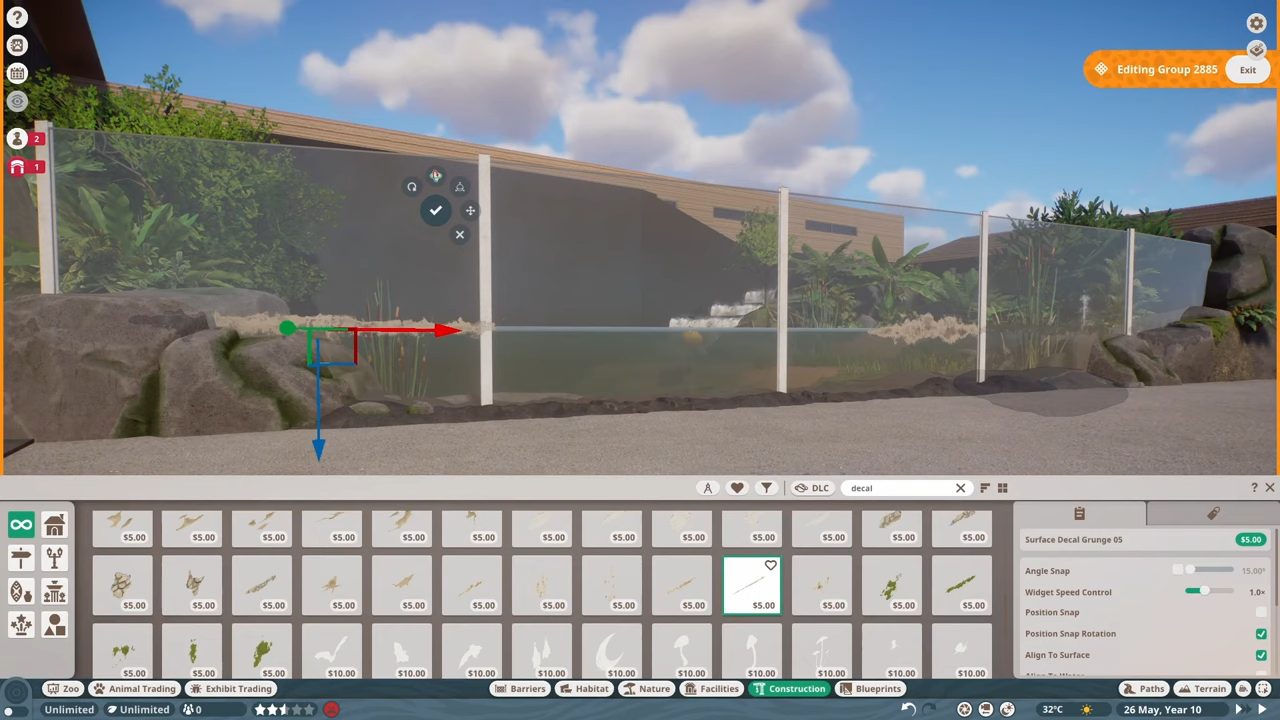 ?
2
1
Editing Group 2885
Exit
DLC
decal
?
$5.00 $5.00 $5.00 $5.00 $5.00 $5.00 $5.00 $5.00 $5.00 $5.00 $5.00 $5.00 $5.00
$5.00 $5.00 $5.00 $5.00 $5.00 $5.00 $5.00 $5.00 $5.00 $5.00 $5.00 $5.00 $5.00
$5.00 $5.00 $5.00 $10.00 $10.00 $10.00 $10.00 $10.00 $10.00 $10.00 $10.00 $10.00 $10.00
Surface Decal Grunge 05 $5.00
Angle Snap 15.00°
Widget Speed Control 1.0×
Position Snap
Position Snap Rotation
Align To Surface
Zoo Animal Trading Exhibit Trading Barriers Habitat Nature Facilities Construction Blueprints Paths Terrain
Unlimited Unlimited 0 32°C 26 May, Year 10